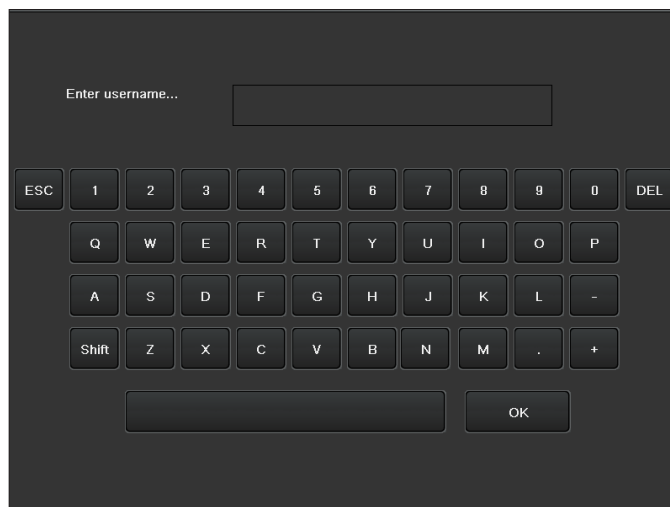 Enter username...
ESC 1 2 3 4 5 6 7 8 9 0 DEL
Q W E R T Y U I O P
A S D F G H J K L -
Shift Z X C V B N M . +
OK